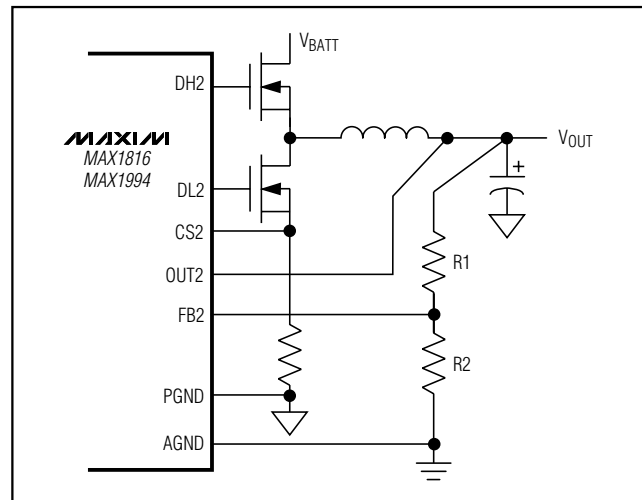 V_BATT
DH2
MAXIM
MAX1816
MAX1994
V_OUT
DL2
CS2
+
OUT2
R1
FB2
R2
PGND
AGND